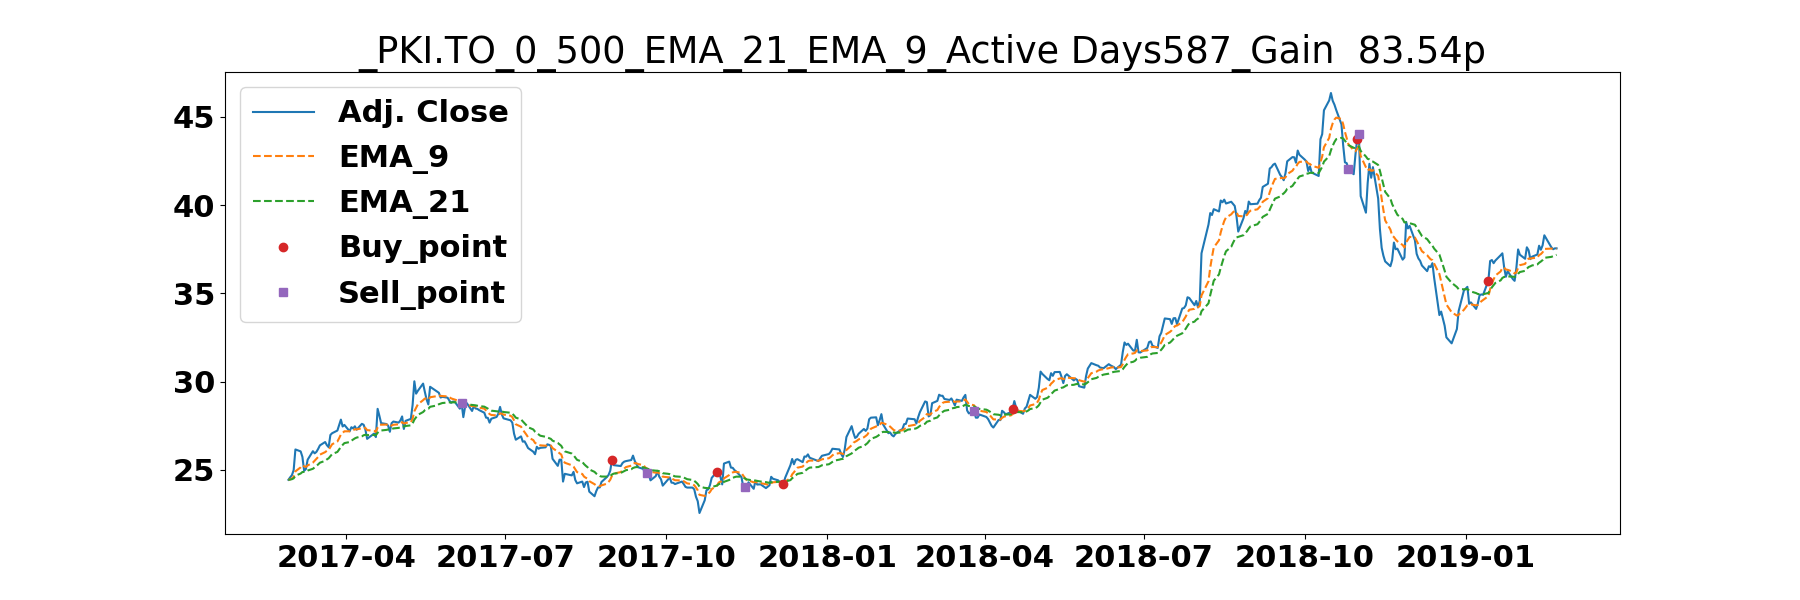 _PKI.TO_0_500_EMA_21_EMA_9_Active Days587_Gain  83.54p
Adj. Close
EMA_9
EMA_21
Buy_point
Sell_point
45
40
35
30
25
2017-04 2017-07 2017-10 2018-01 2018-04 2018-07 2018-10 2019-01